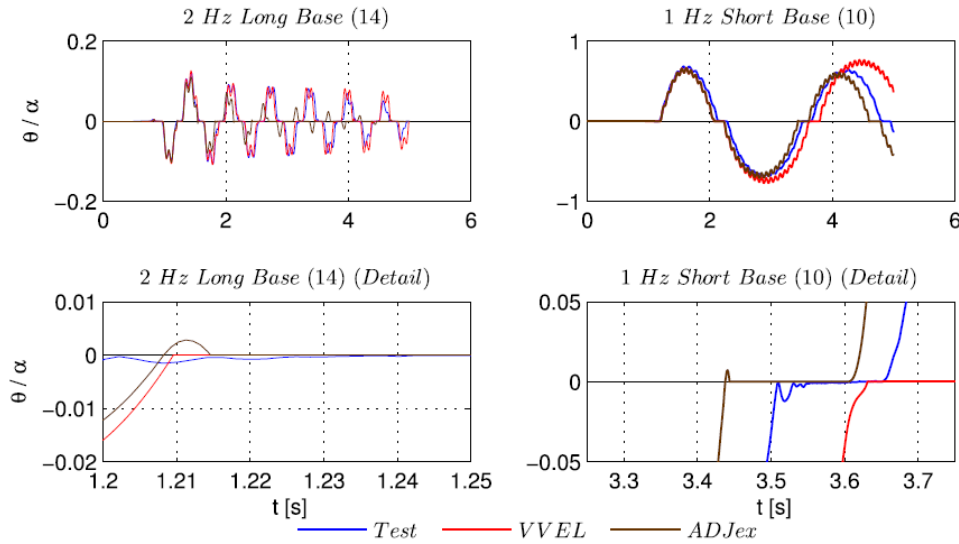 2 Hz Long Base (14)
1 Hz Short Base (10)
0.2
0
−0.2
θ / α
0 2 4 6
1
0
−1
0 2 4 6
2 Hz Long Base (14) (Detail)
1 Hz Short Base (10) (Detail)
0.01
0
−0.01
−0.02
θ / α
1.2 1.21 1.22 1.23 1.24 1.25
t [s]
0.05
0
−0.05
3.3 3.4 3.5 3.6 3.7
t [s]
Test VVEL ADJex